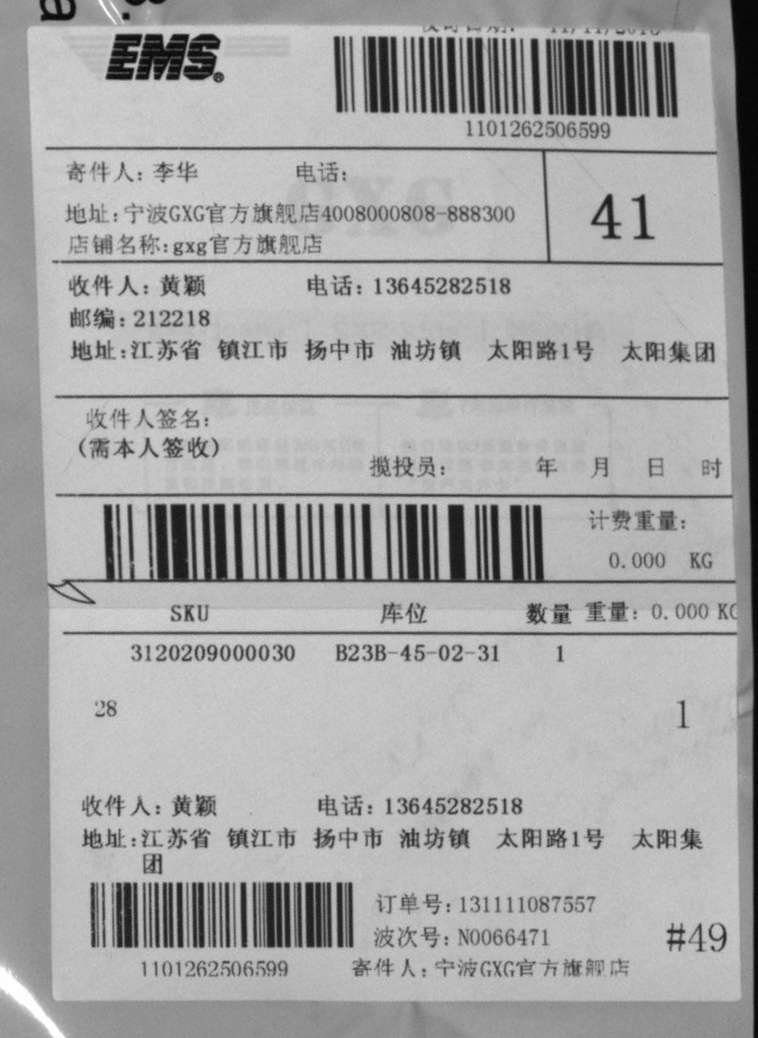 EMS
11/11/2013
1101262506599
寄件人:李华 电话:
地址:宁波GXG官方旗舰店4008000808-888300
店铺名称:gxg官方旗舰店
41
收件人:黄颖 电话:13645282518
邮编:212218
地址:江苏省 镇江市 扬中市 油坊镇 太阳路1号 太阳集团
收件人签名:
(需本人签收)
揽投员: 年 月 日 时
计费重量:
0.000 KG
SKU 库位 数量 重量:0.000 KG
3120209000030 B23B-45-02-31 1
28 1
收件人:黄颖 电话:13645282518
地址:江苏省 镇江市 扬中市 油坊镇 太阳路1号 太阳集
团
订单号:131111087557
波次号:N0066471
#49
1101262506599 寄件人:宁波GXG官方旗舰店